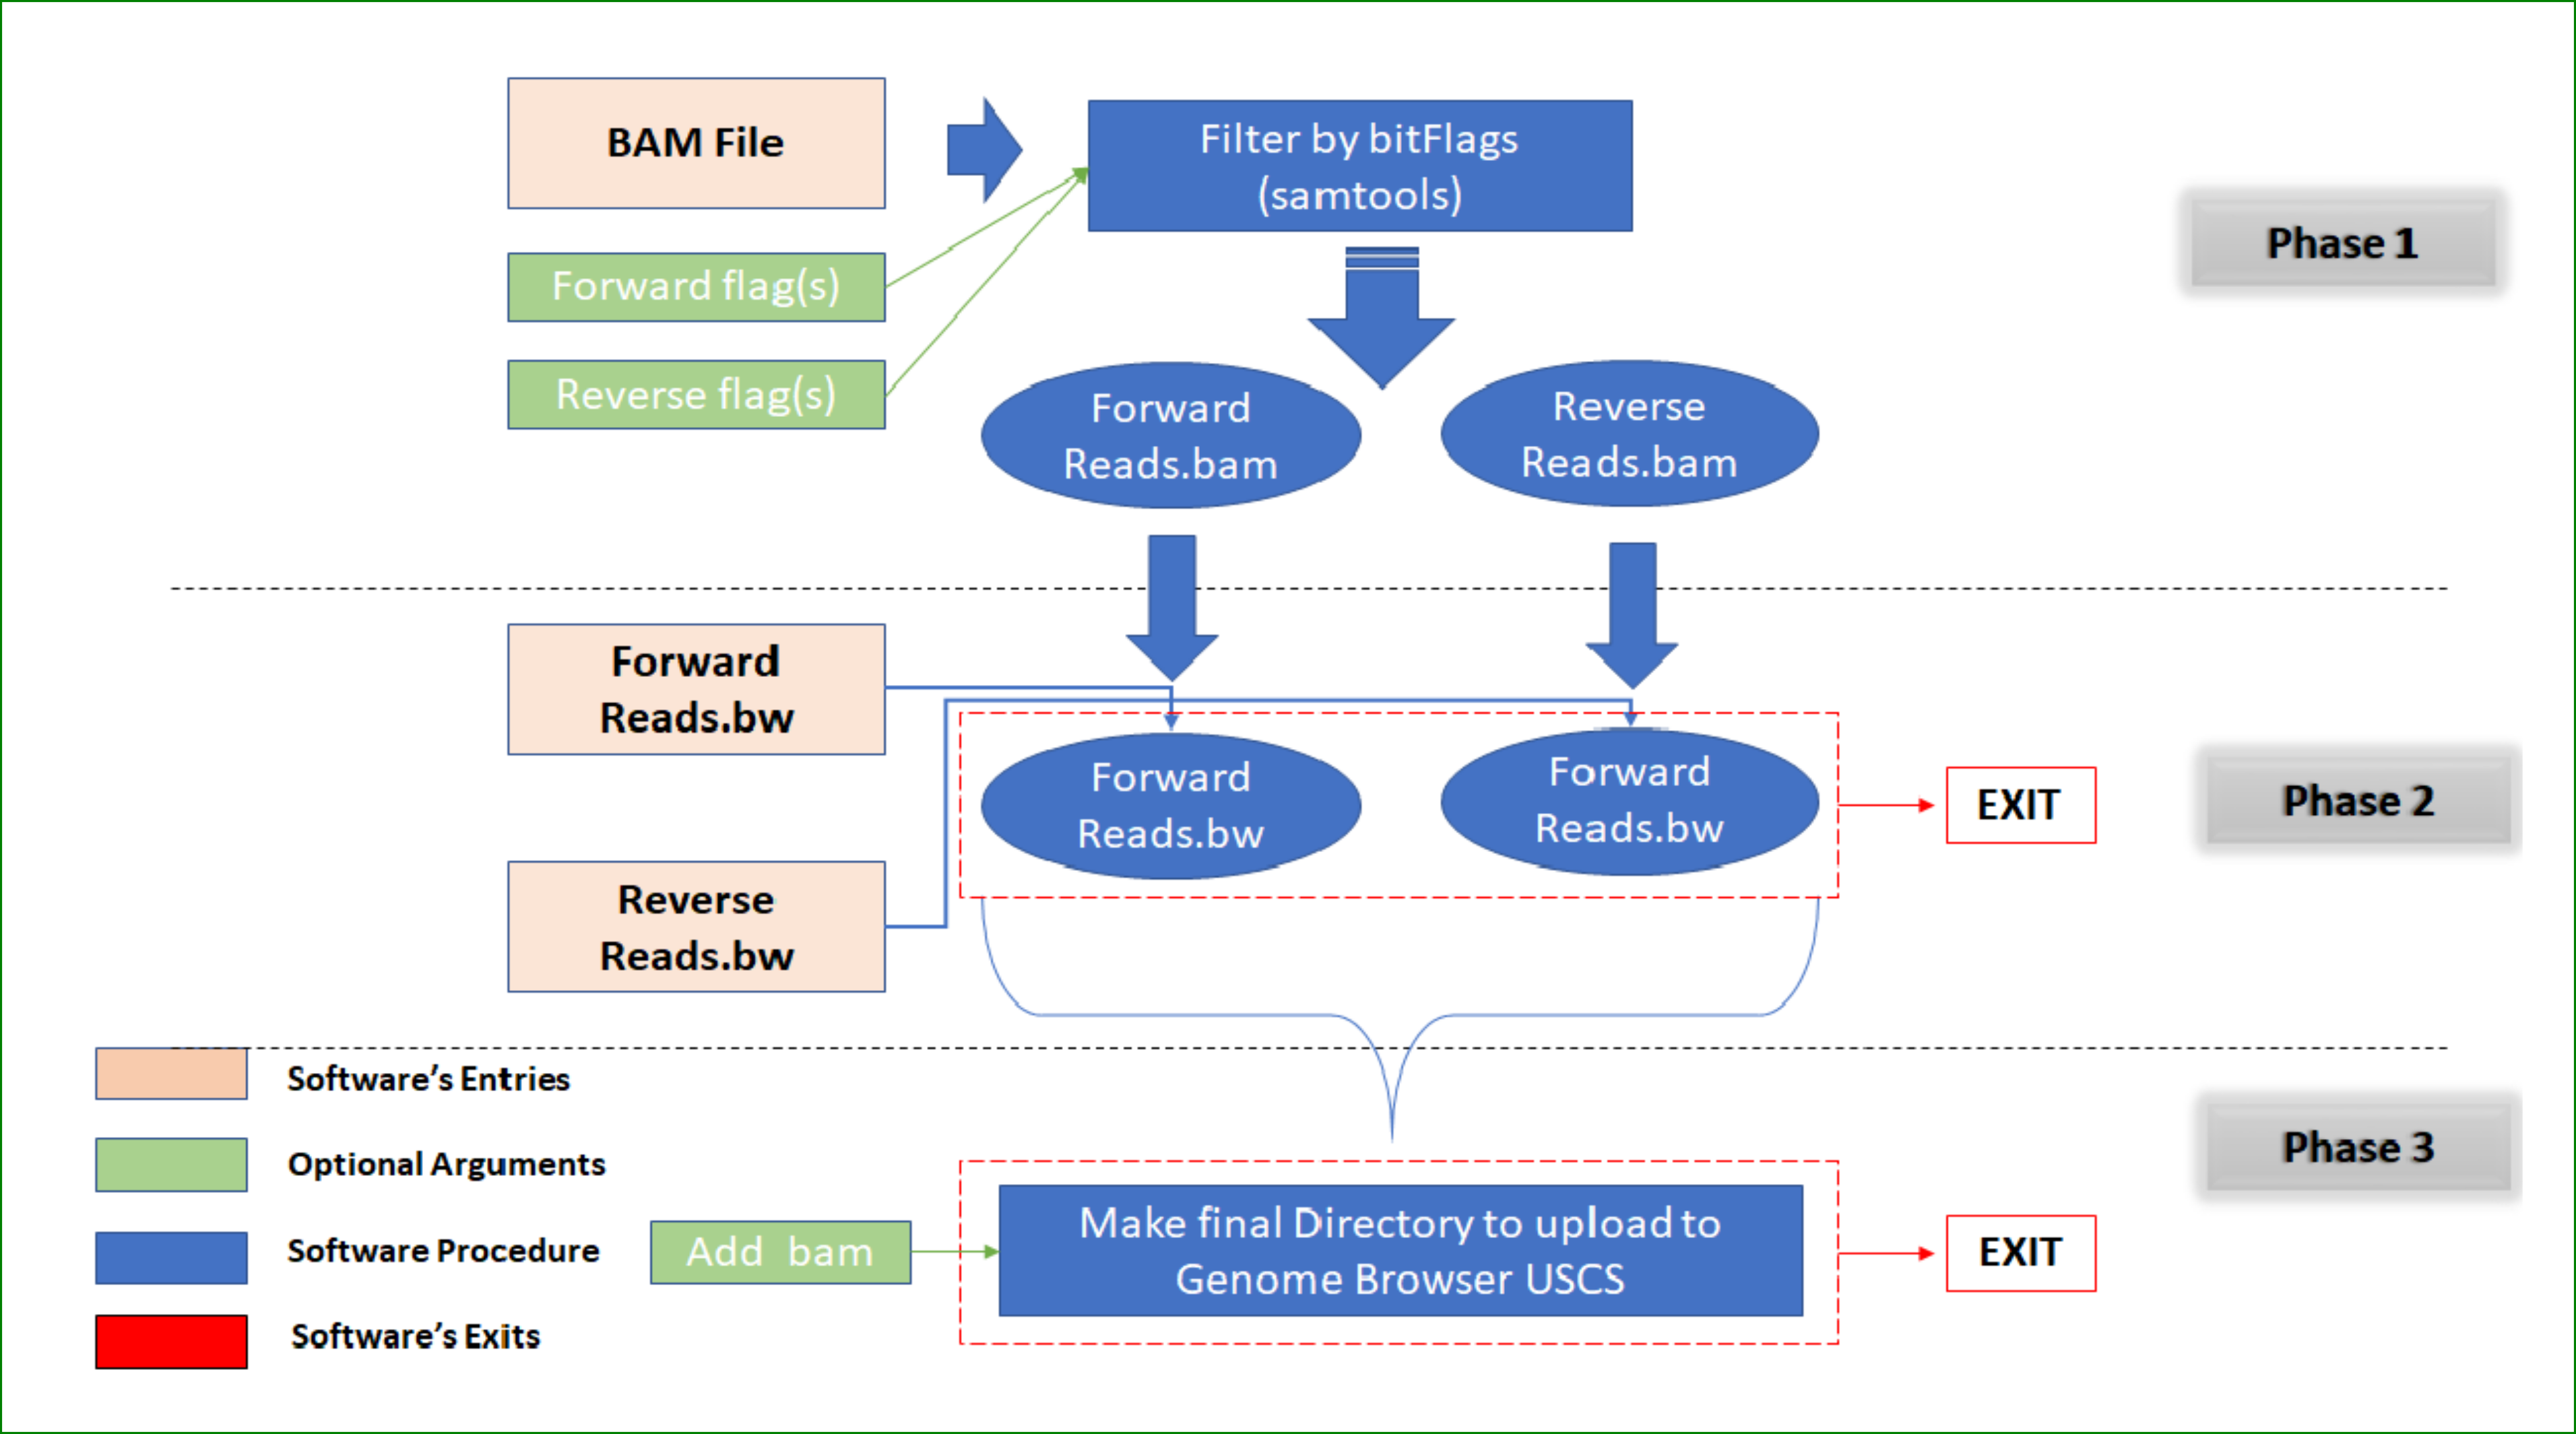 BAM File
Filter by bitFlags
(samtools)
Phase 1
Forward flag(s)
Reverse flag(s)
Forward
Reads.bam
Reverse
Reads.bam
Forward
Reads.bw
Forward
Reads.bw
Forward
Reads.bw
EXIT
Phase 2
Reverse
Reads.bw
Software's Entries
Optional Arguments
Software Procedure
Software's Exits
Add bam
Make final Directory to upload to
Genome Browser USCS
EXIT
Phase 3